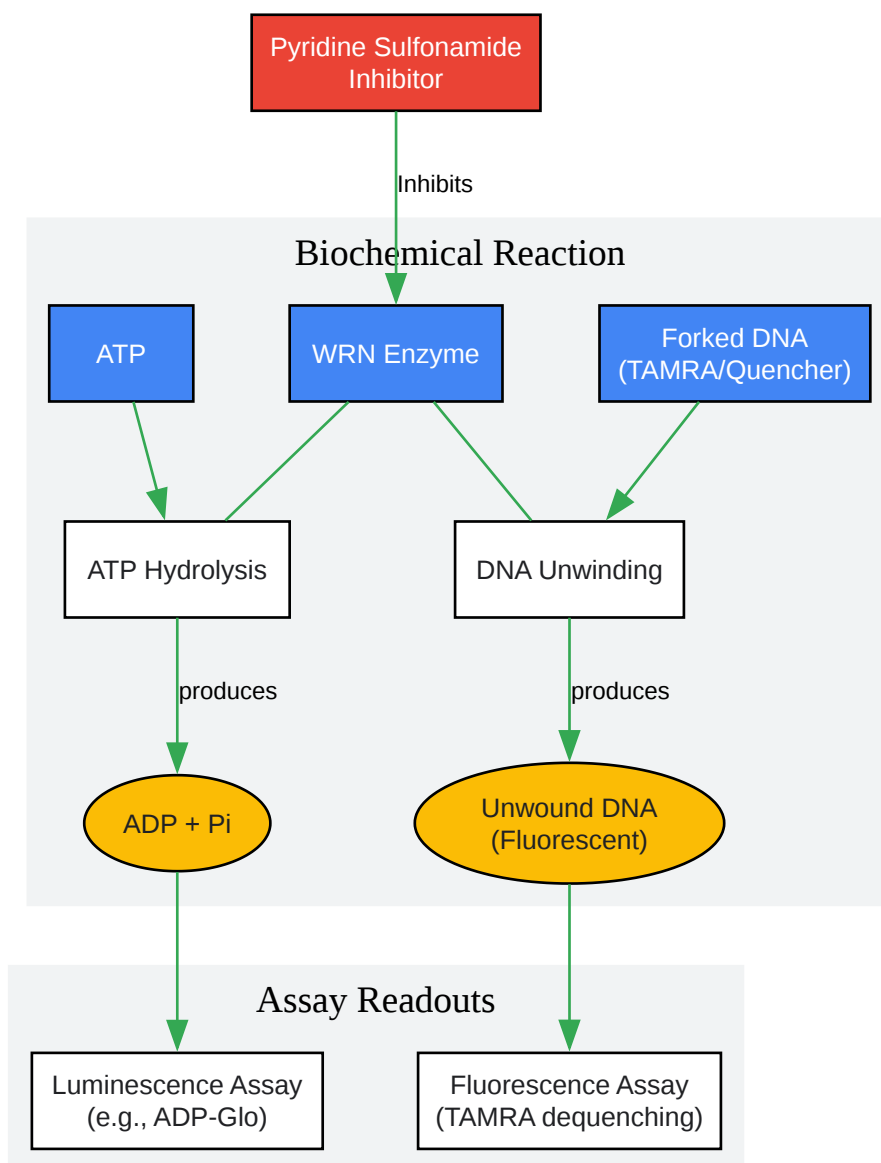 Pyridine Sulfonamide
Inhibitor
Inhibits
Biochemical Reaction
ATP
WRN Enzyme
Forked DNA
(TAMRA/Quencher)
ATP Hydrolysis
DNA Unwinding
produces
produces
ADP + Pi
Unwound DNA
(Fluorescent)
Assay Readouts
Luminescence Assay
(e.g., ADP-Glo)
Fluorescence Assay
(TAMRA dequenching)